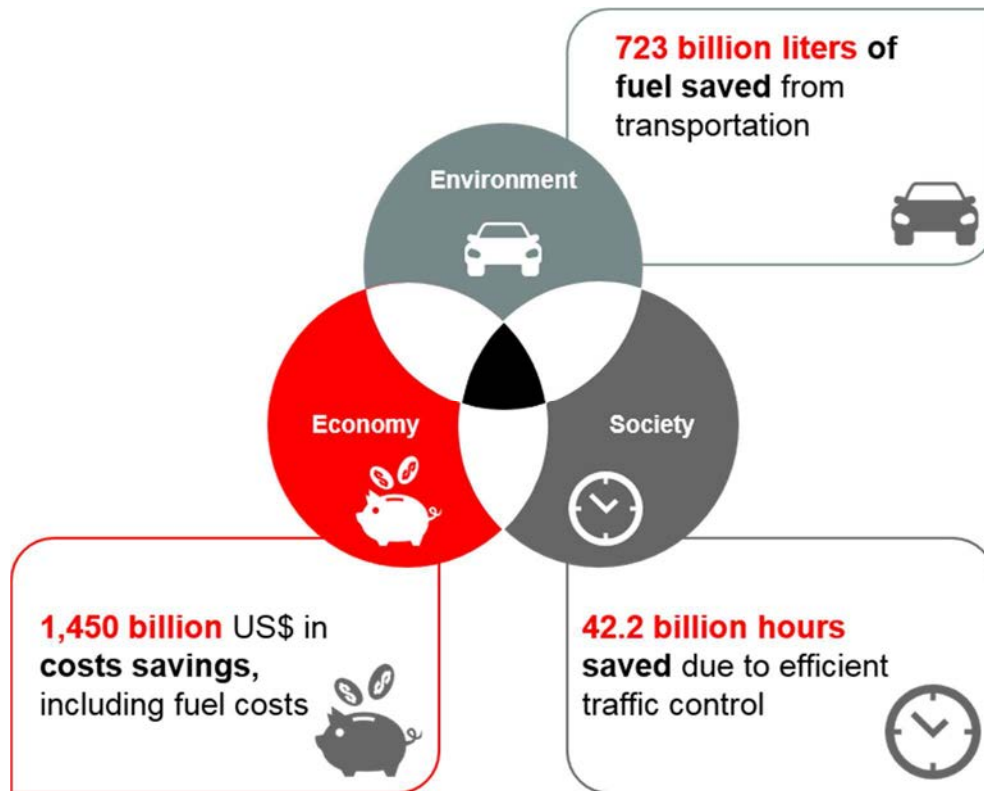 723 billion liters of
fuel saved from
transportation
Environment
Economy
Society
1,450 billion US$ in
costs savings,
including fuel costs
42.2 billion hours
saved due to efficient
traffic control